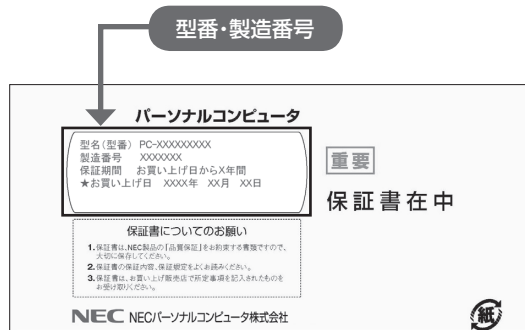 型番・製造番号
パーソナルコンピュータ
型名(型番) PC-XXXXXXXXX
製造番号 XXXXXXX
保証期間 お買い上げ日からX年間
★お買い上げ日 XXXX年 XX月 XX日
重要
保証書在中
保証書についてのお願い
1.保証書は、NEC製品の「品質保証」をお約束する書類ですので、
大切に保存してください。
2.保証書の保証内容、保証規定をよくお読みください。
3.保証書は、お買い上げ販売店で所定事項を記入されたものを
お受け取りください。
NEC NECパーソナルコンピュータ株式会社
紙